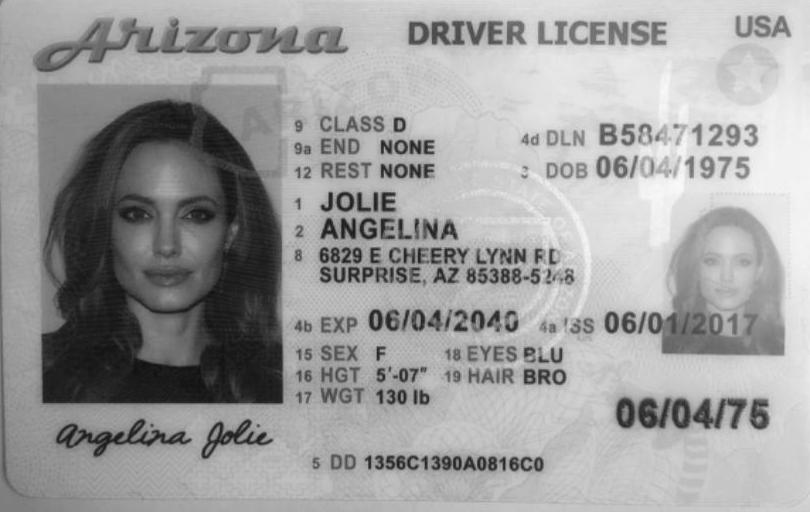 Arizona DRIVER LICENSE USA
9 CLASS D
9a END NONE
4d DLN B58471293
12 REST NONE
3 DOB 06/04/1975
1 JOLIE
2 ANGELINA
8 6829 E CHEERY LYNN RD
SURPRISE, AZ 85388-5248
4b EXP 06/04/2040 4a ISS 06/01/2017
15 SEX F 18 EYES BLU
16 HGT 5'-07" 19 HAIR BRO
17 WGT 130 lb
06/04/75
Angelina Jolie
5 DD 1356C1390A0816C0